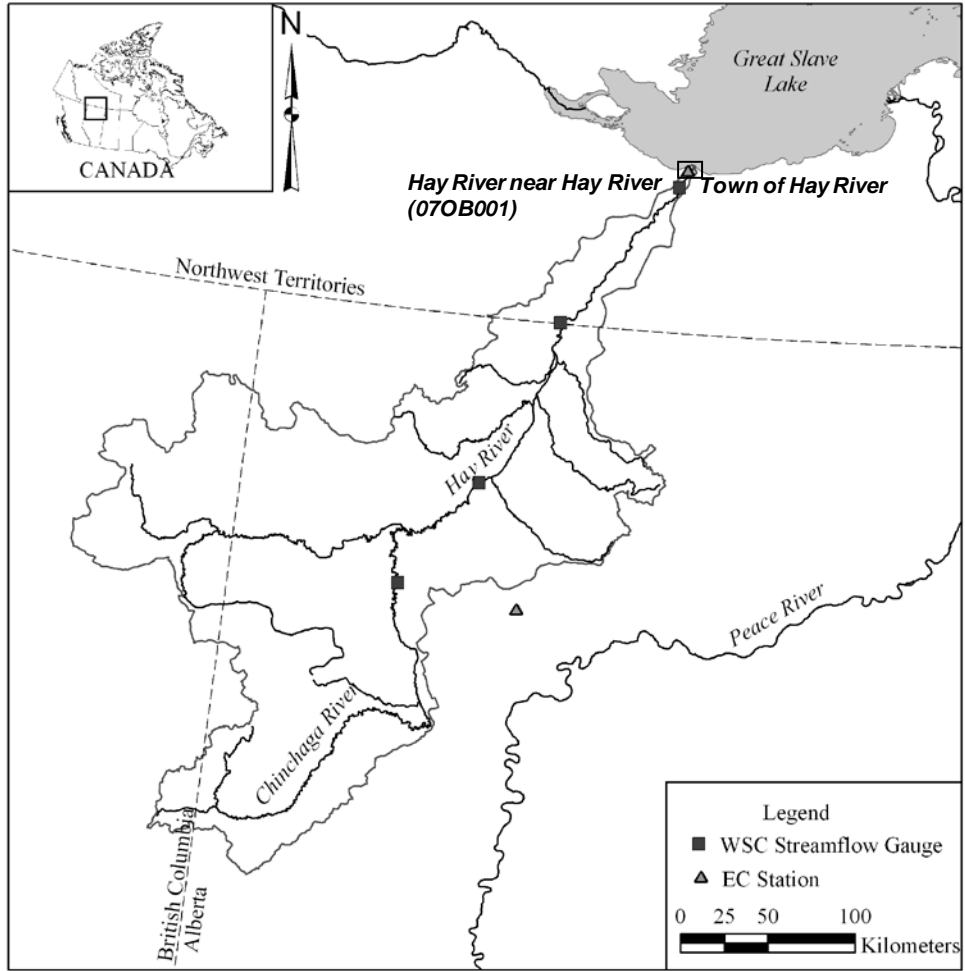 N
Great Slave
Lake
CANADA
Hay River near Hay River
(07OB001)
Town of Hay River
Northwest Territories
Hay River
Peace River
Chinchaga River
British Columbia
Alberta
Legend
WSC Streamflow Gauge
EC Station
0 25 50 100
Kilometers